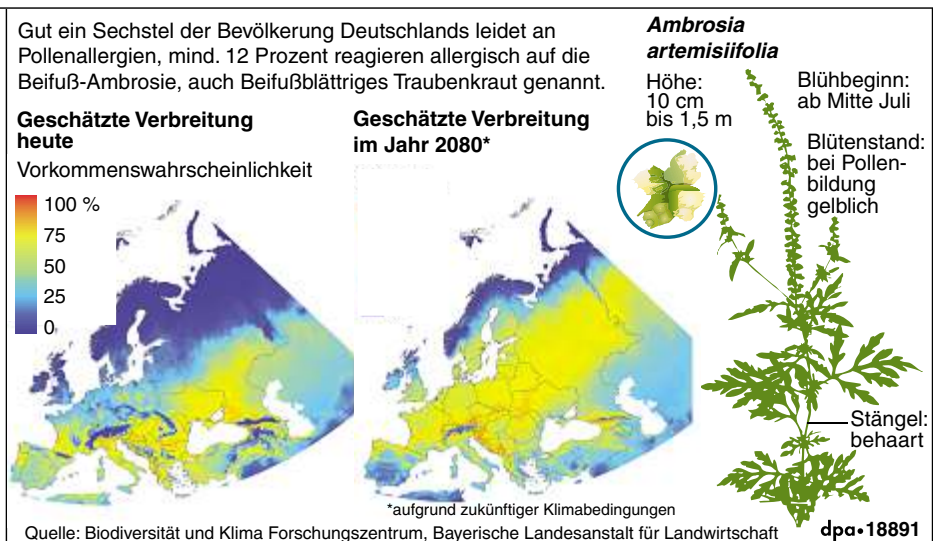 Gut ein Sechstel der Bevölkerung Deutschlands leidet an
Pollenallergien, mind. 12 Prozent reagieren allergisch auf die
Beifuß-Ambrosie, auch Beifußblättriges Traubenkraut genannt.
Geschätzte Verbreitung
heute
Vorkommenswahrscheinlichkeit
100 %
75
50
25
0
Geschätzte Verbreitung
im Jahr 2080*
*aufgrund zukünftiger Klimabedingungen
Ambrosia
artemisiifolia
Höhe:
10 cm
bis 1,5 m
Blühbeginn:
ab Mitte Juli
Blütenstand:
bei Pollen-
bildung
gelblich
Stängel:
behaart
Quelle: Biodiversität und Klima Forschungszentrum, Bayerische Landesanstalt für Landwirtschaft
dpa•18891